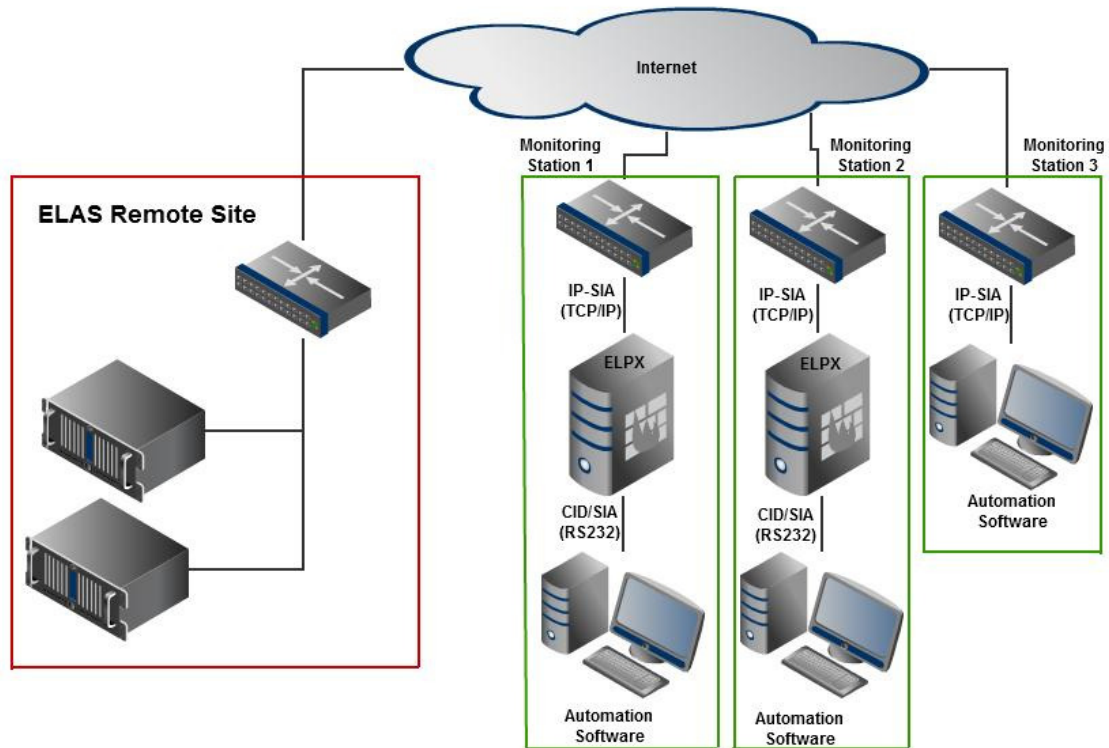 Internet
Monitoring
Station 1
Monitoring
Station 2
Monitoring
Station 3
ELAS Remote Site
IP-SIA
(TCP/IP)
IP-SIA
(TCP/IP)
IP-SIA
(TCP/IP)
ELPX
ELPX
CID/SIA
(RS232)
CID/SIA
(RS232)
Automation
Software
Automation
Software
Automation
Software